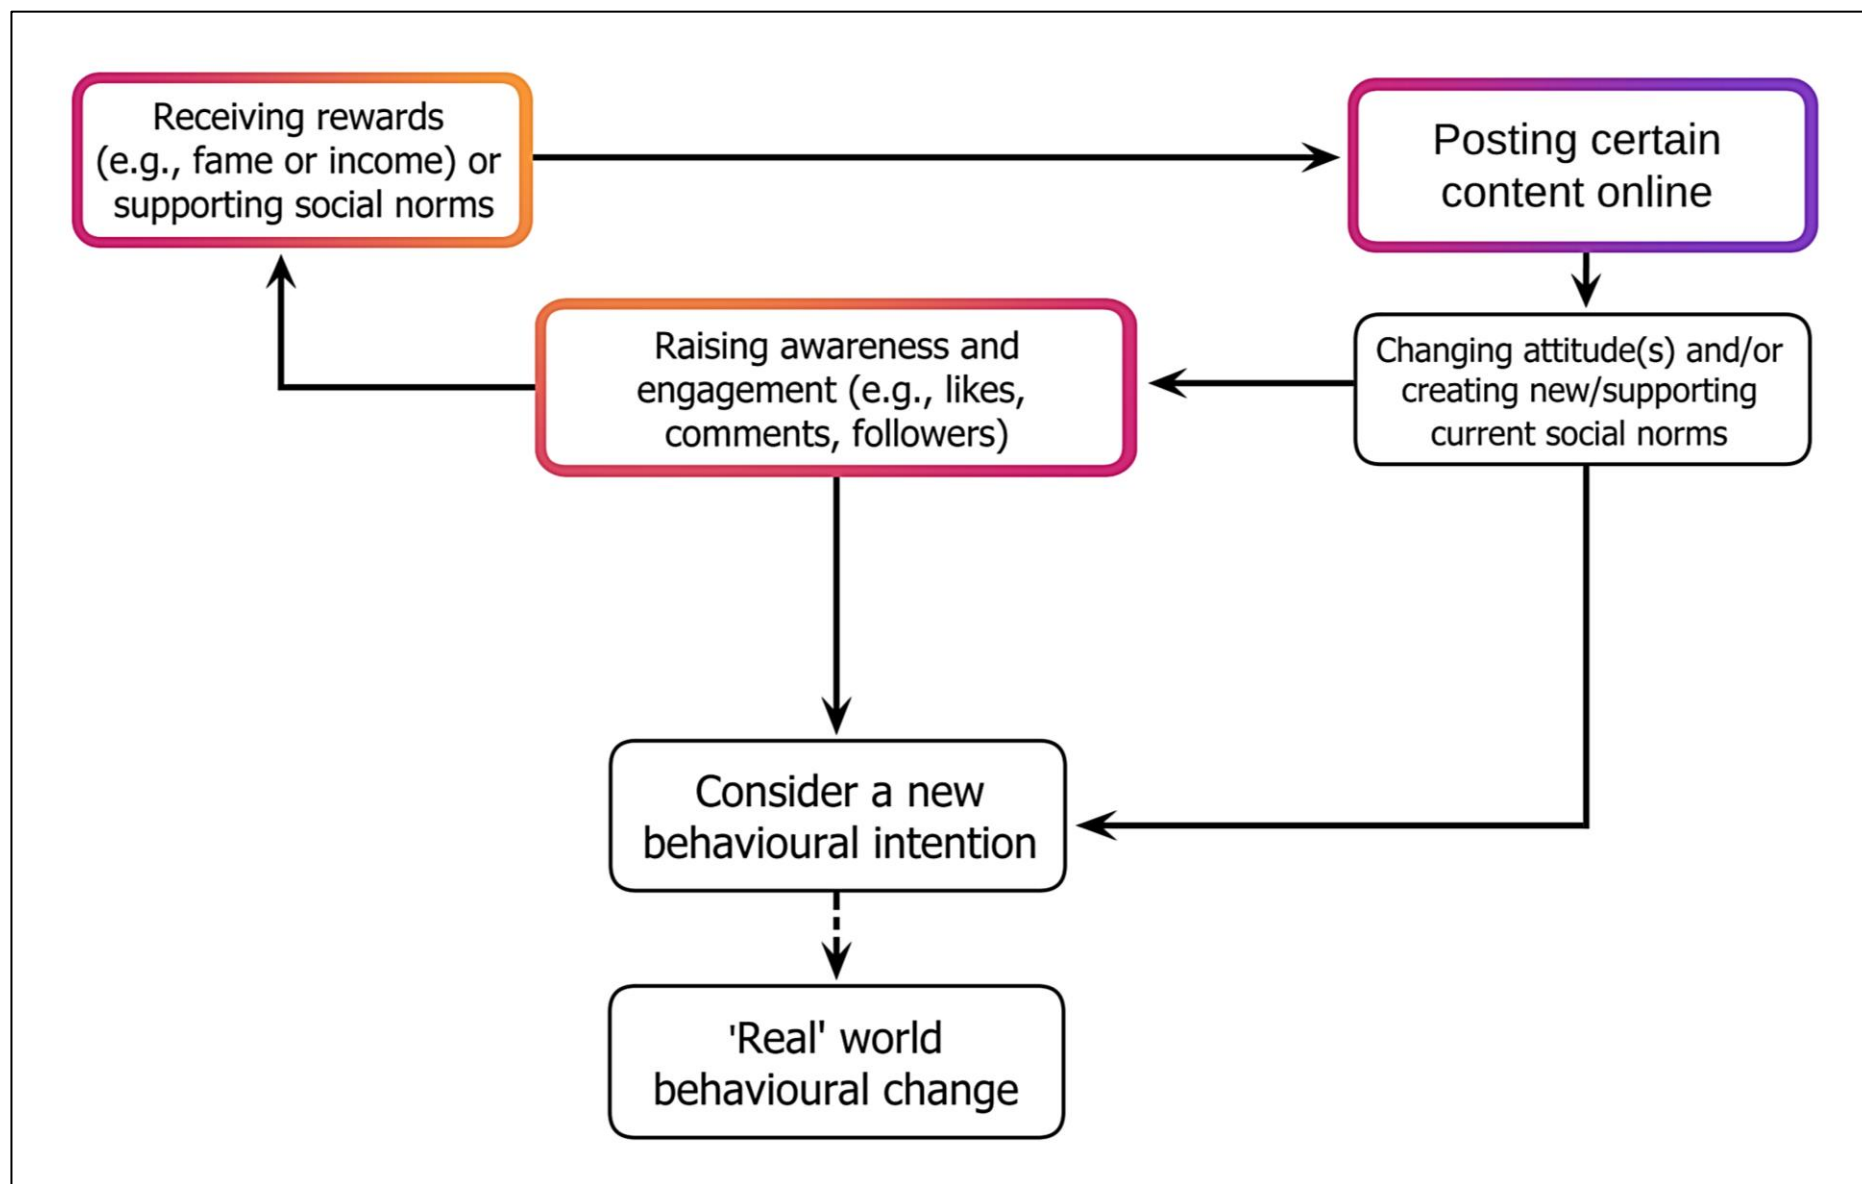 Receiving rewards
(e.g., fame or income) or
supporting social norms
Posting certain
content online
Raising awareness and
engagement (e.g., likes,
comments, followers)
Changing attitude(s) and/or
creating new/supporting
current social norms
Consider a new
behavioural intention
'Real' world
behavioural change